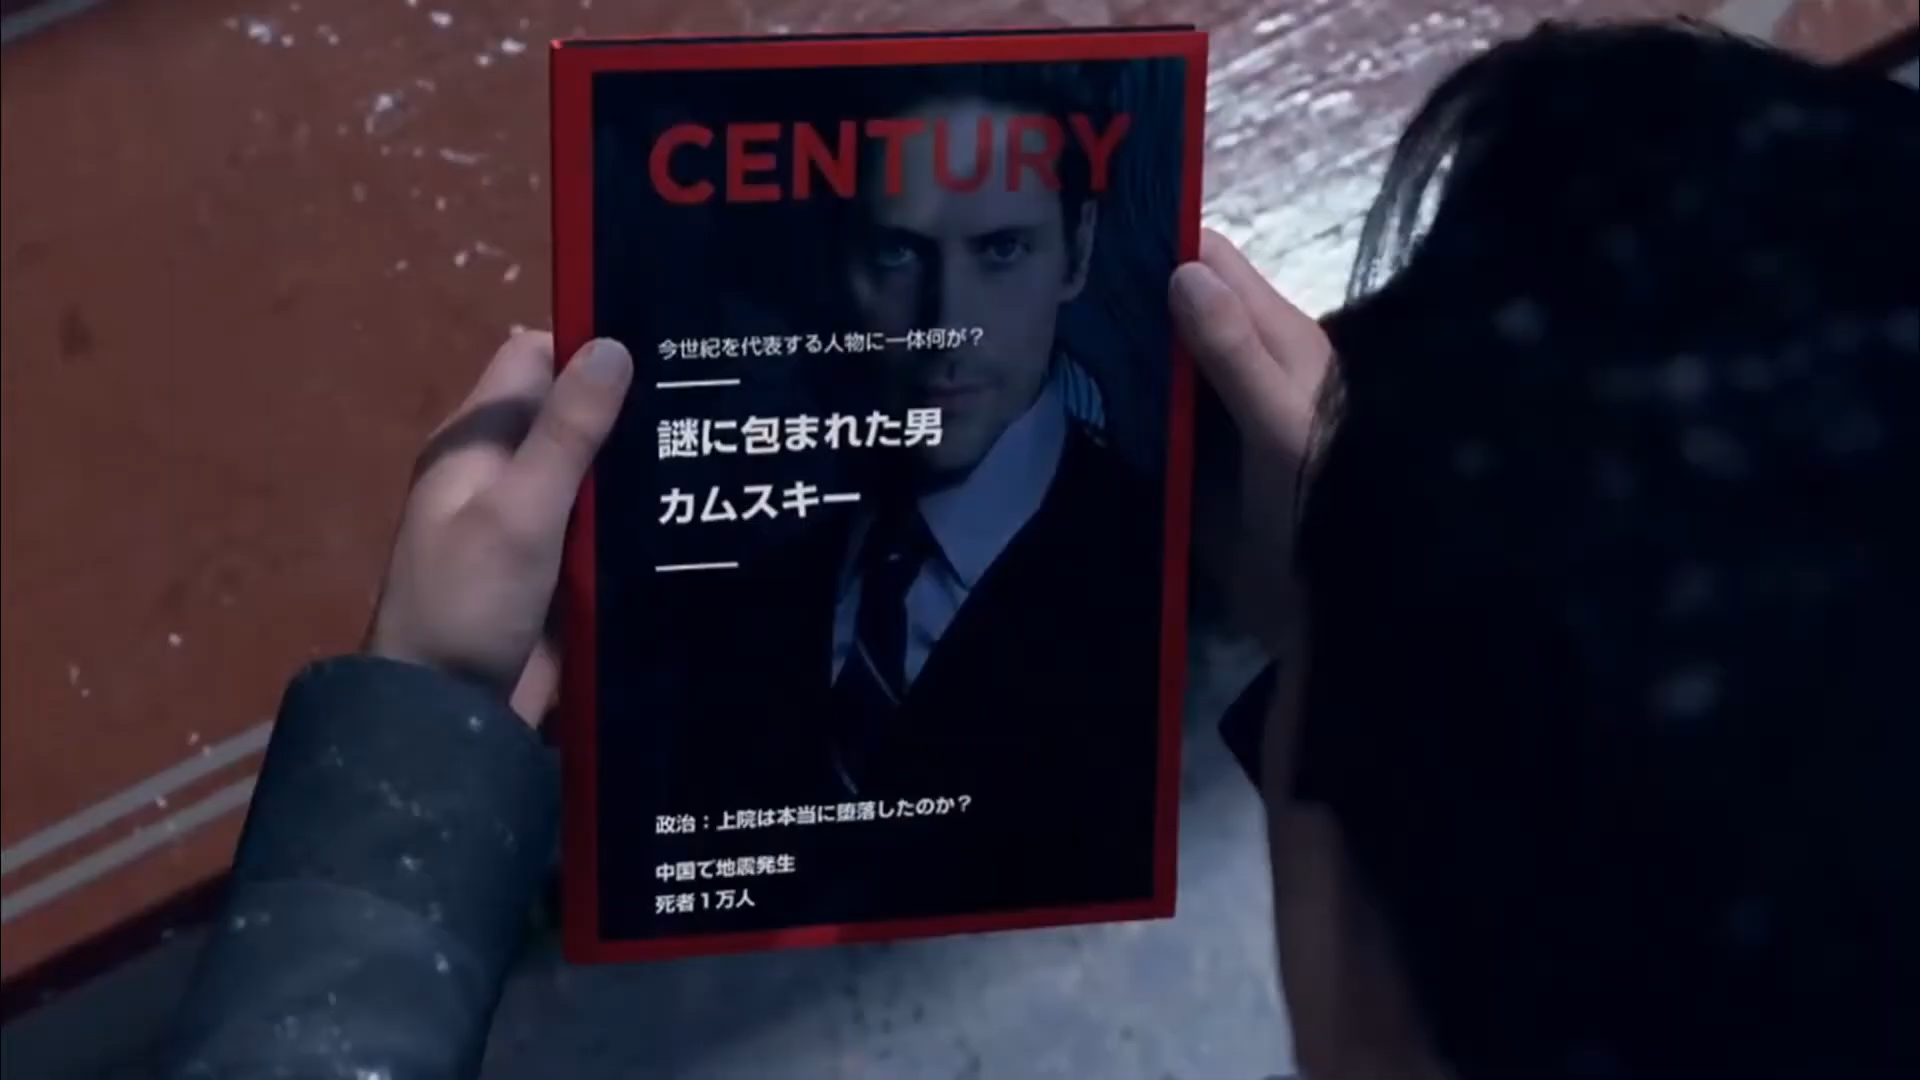 CENTURY
今世紀を代表する人物に一体何が？
謎に包まれた男
カムスキー
政治：上院は本当に堕落したのか？
中国で地震発生
死者１万人